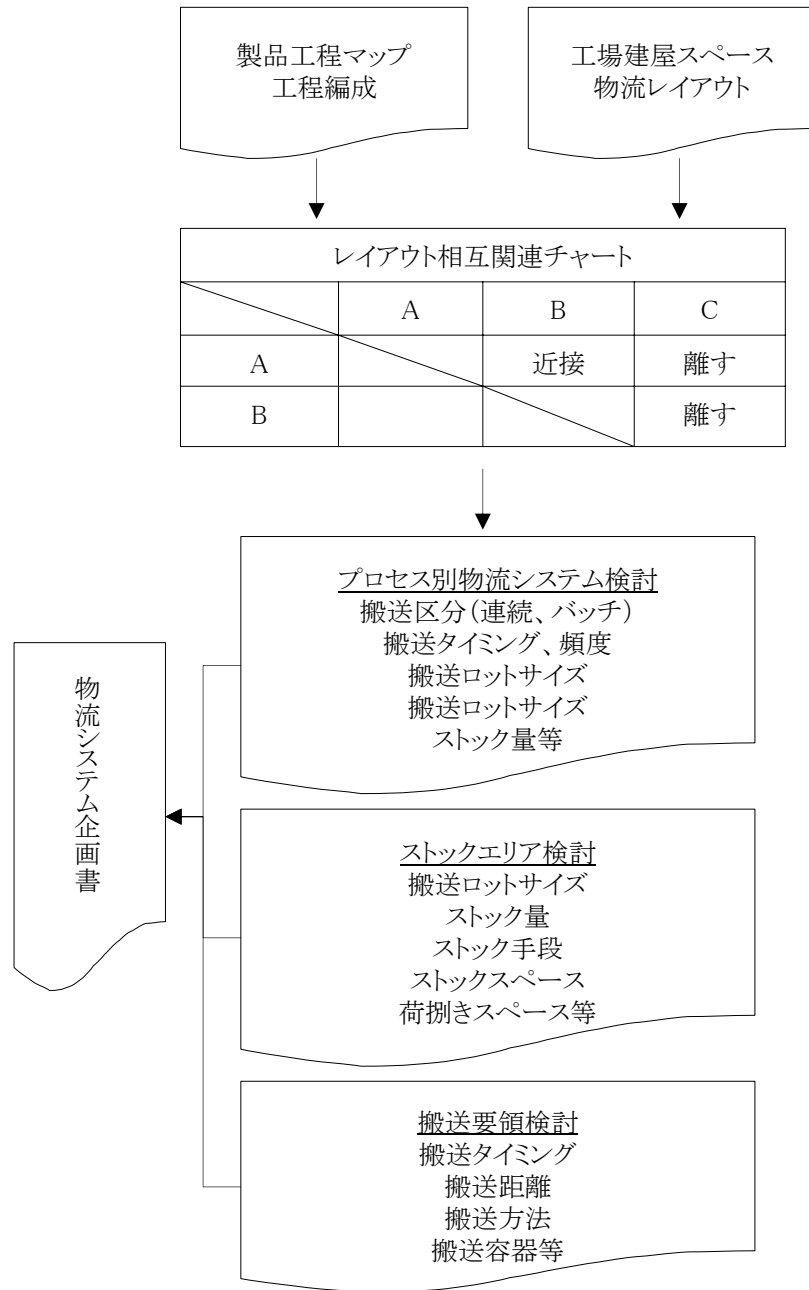 製品工程マップ
工程編成
工場建屋スペース
物流レイアウト
レイアウト相互関連チャート
A B C
A 近接 離す
B 離す
プロセス別物流システム検討
搬送区分(連続、バッチ)
搬送タイミング、頻度
搬送ロットサイズ
搬送ロットサイズ
ストック量等
物流システム企画書
ストックエリア検討
搬送ロットサイズ
ストック量
ストック手段
ストックスペース
荷捌きスペース等
搬送要領検討
搬送タイミング
搬送距離
搬送方法
搬送容器等